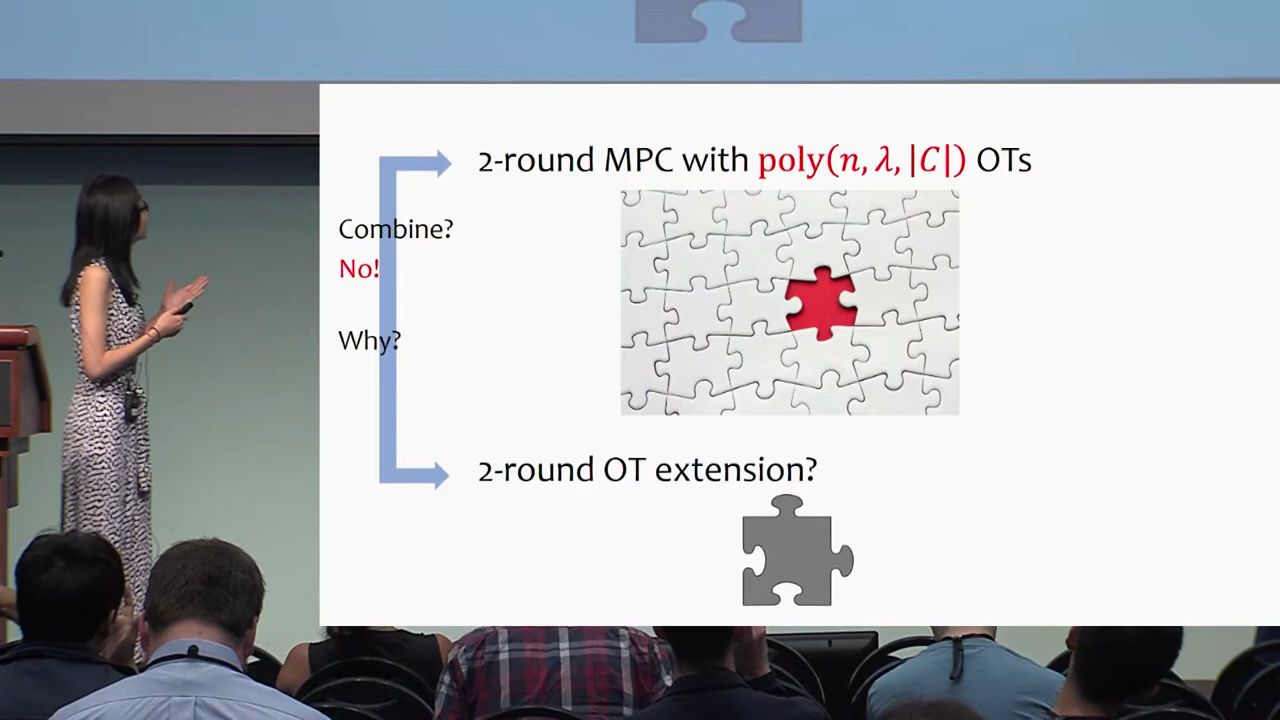 2-round MPC with poly(n, λ, |C|) OTs
Combine?
No!
Why?
2-round OT extension?